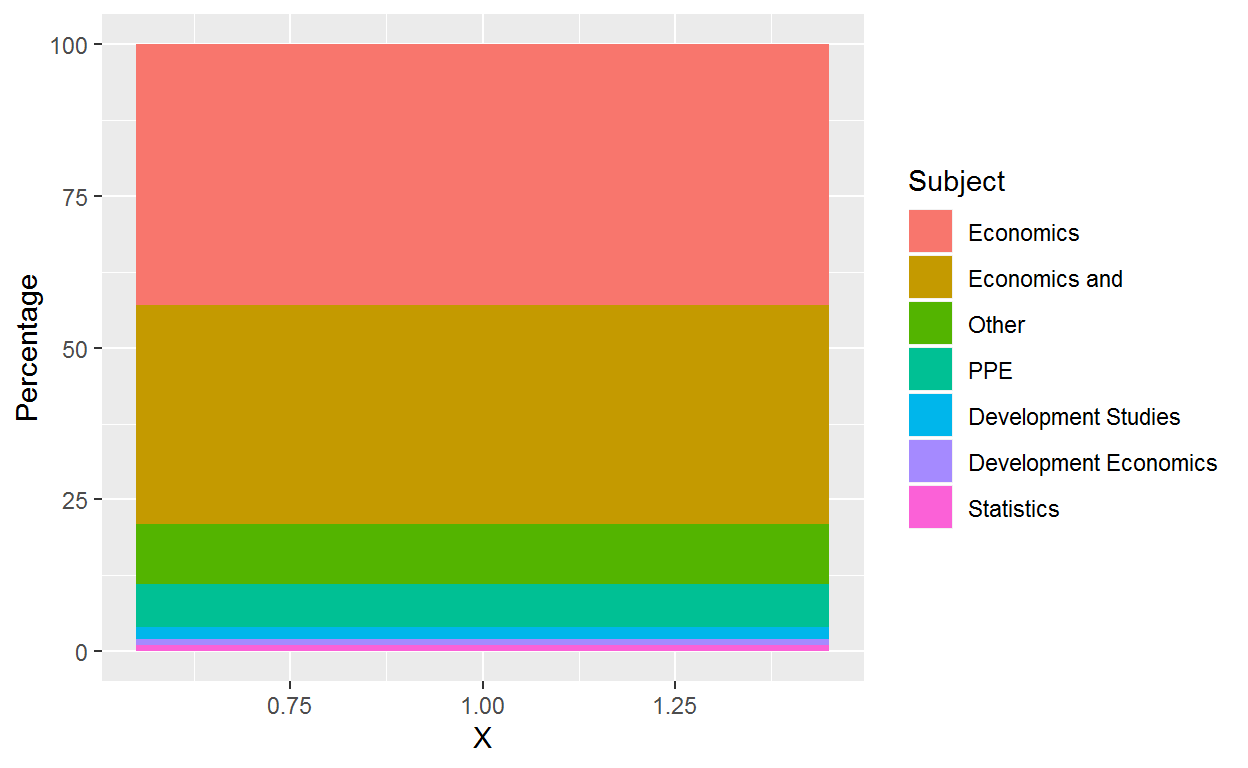 Percentage
100
75
50
25
0
0.75 1.00 1.25
X
Subject
Economics
Economics and
Other
PPE
Development Studies
Development Economics
Statistics